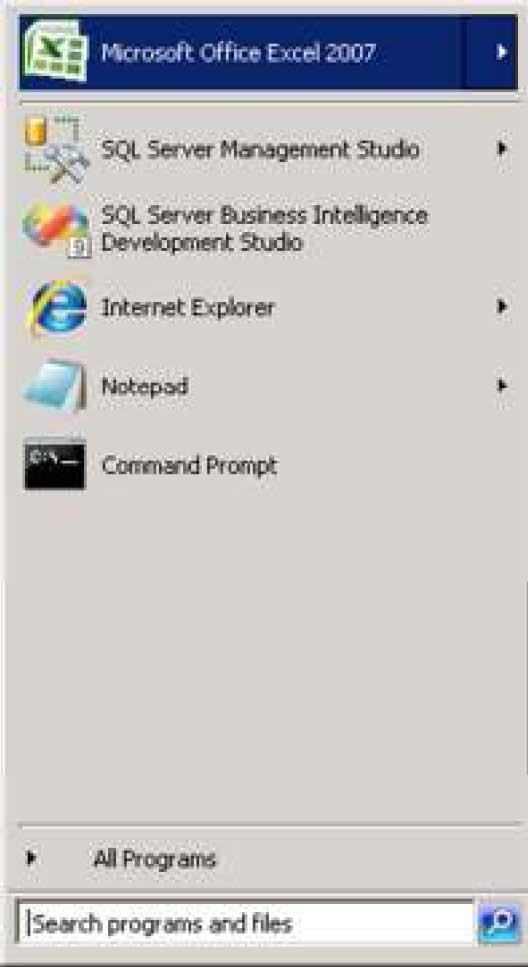 Microsoft Office Excel 2007
SQL Server Management Studio
SQL Server Business Intelligence
Development Studio
9
Internet Explorer
Notepad
C:\
Command Prompt
All Programs
Search programs and files